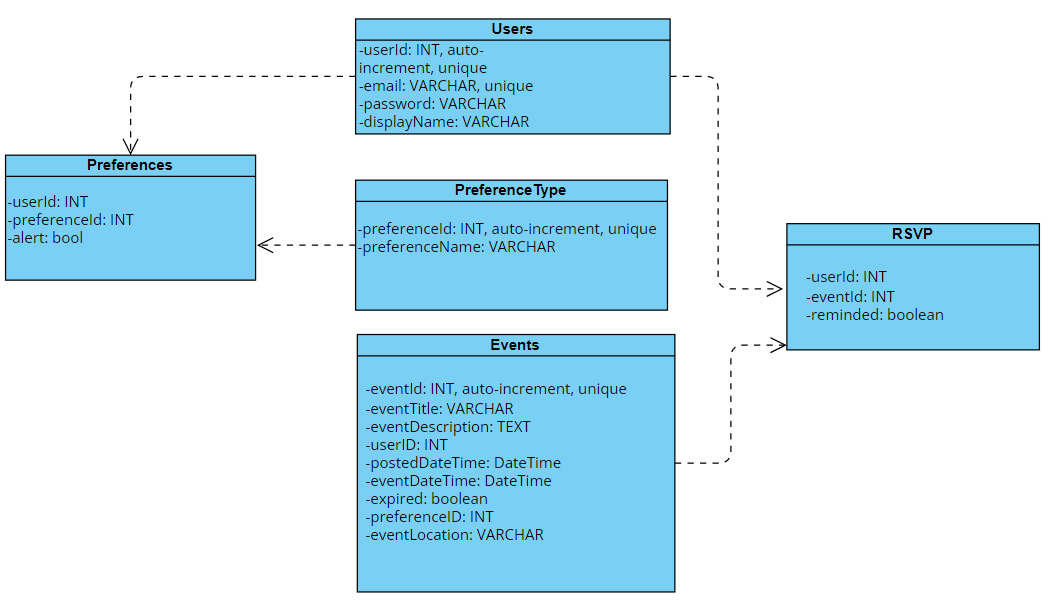 Users
-userId: INT, auto-
increment, unique
-email: VARCHAR, unique
-password: VARCHAR
-displayName: VARCHAR
Preferences
-userId: INT
-preferenceId: INT
-alert: bool
PreferenceType
-preferenceId: INT, auto-increment, unique
-preferenceName: VARCHAR
RSVP
-userId: INT
-eventId: INT
-reminded: boolean
Events
-eventId: INT, auto-increment, unique
-eventTitle: VARCHAR
-eventDescription: TEXT
-userID: INT
-postedDateTime: DateTime
-eventDateTime: DateTime
-expired: boolean
-preferenceID: INT
-eventLocation: VARCHAR